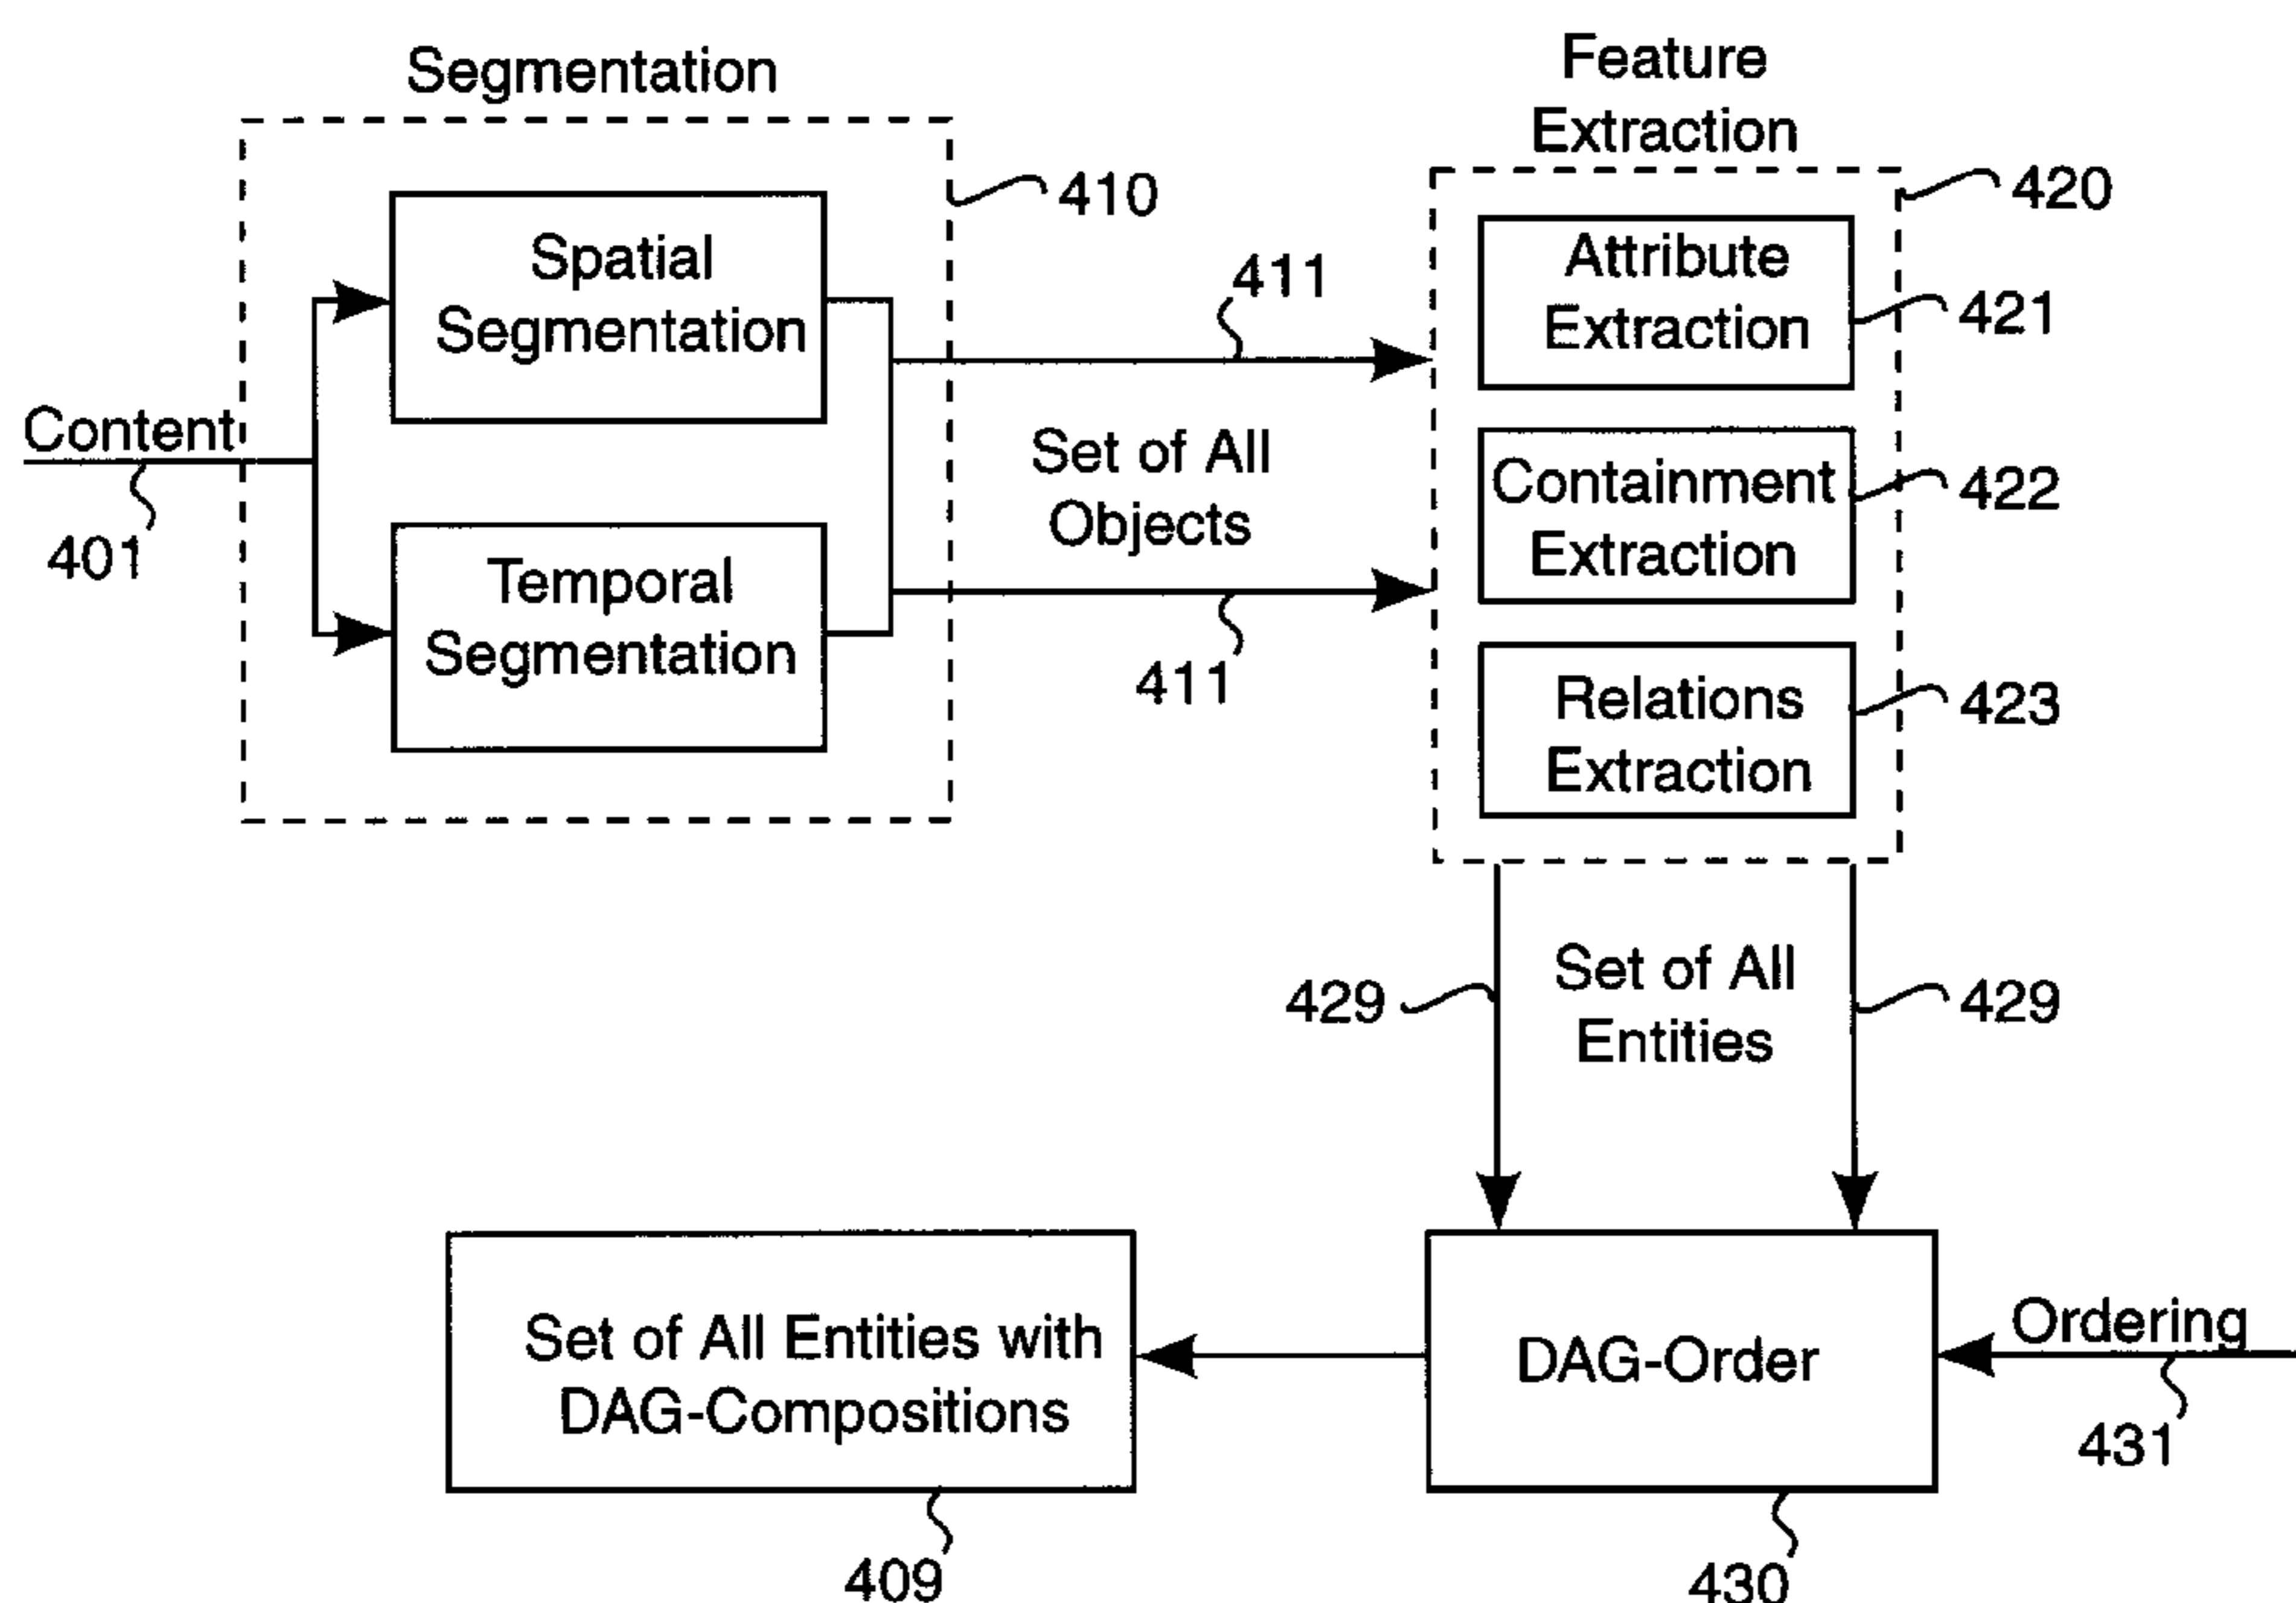 Segmentation
Feature
Extraction
410
420
Spatial
Segmentation
Attribute
Extraction
421
411
Content
401
Set of All
Objects
Containment
Extraction
422
Temporal
Segmentation
411
Relations
Extraction
423
429
Set of All
Entities
429
Set of All Entities with
DAG-Compositions
409
DAG-Order
430
Ordering
431